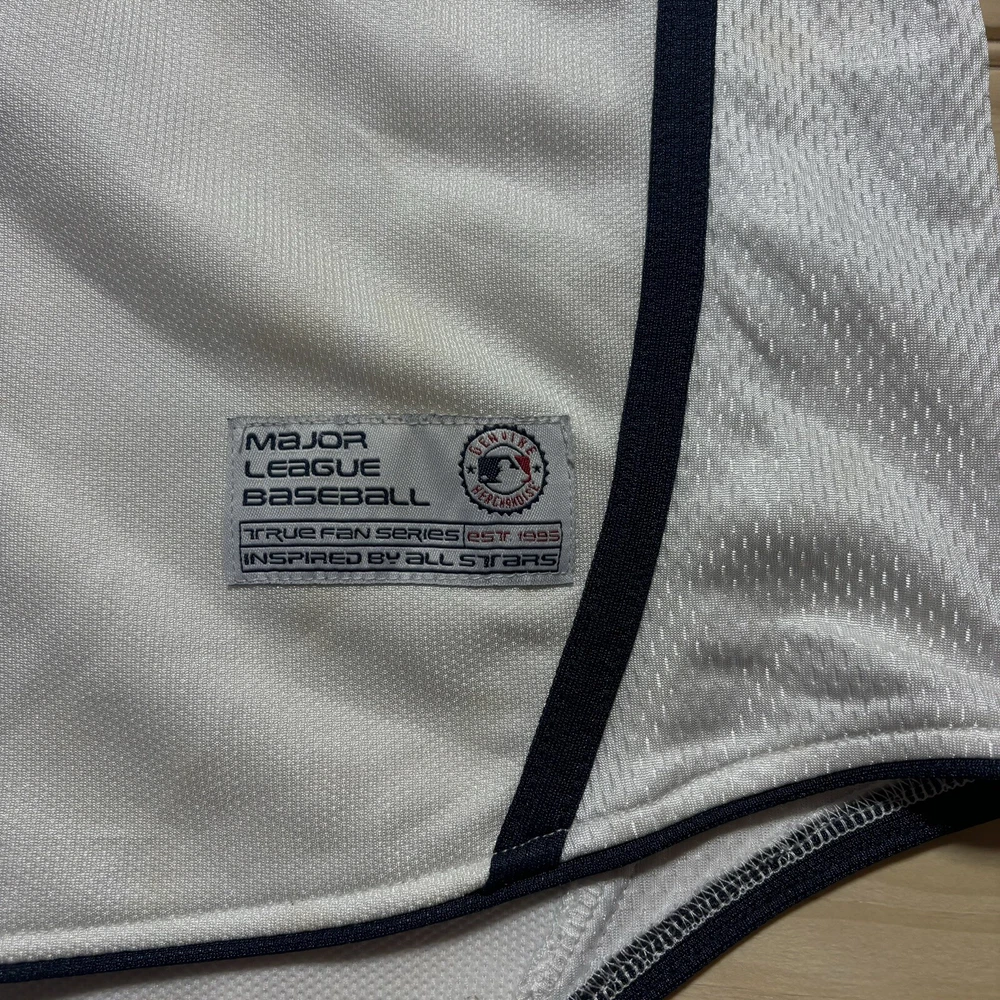 MAJOR
LEAGUE
BASEBALL
GENUINE
MERCHANDISE
TRUE FAN SERIES EST. 1995
INSPIRED BY ALL STARS